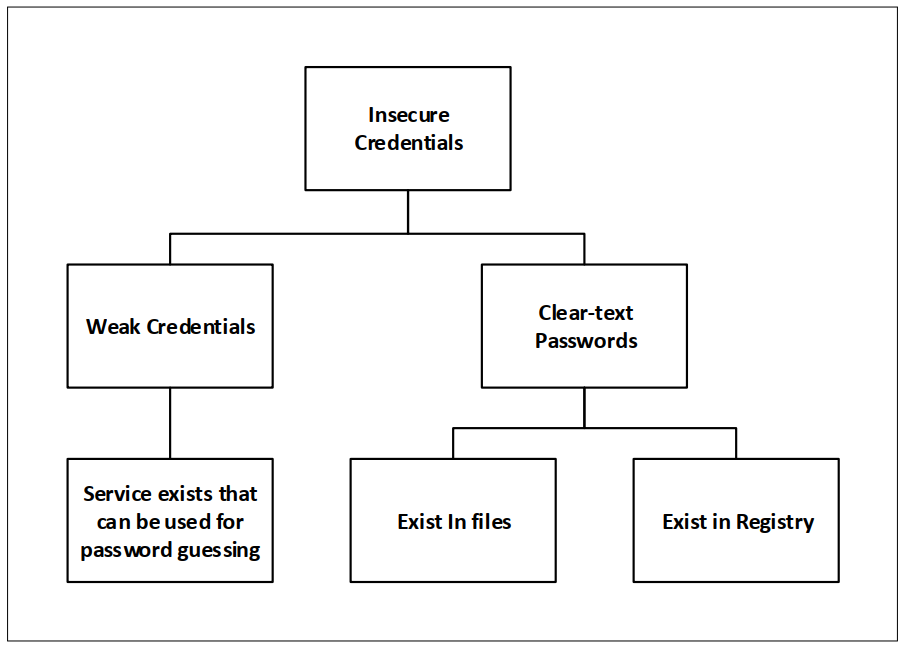 Insecure
Credentials
Weak Credentials
Clear-text
Passwords
Service exists that
can be used for
password guessing
Exist In files
Exist in Registry